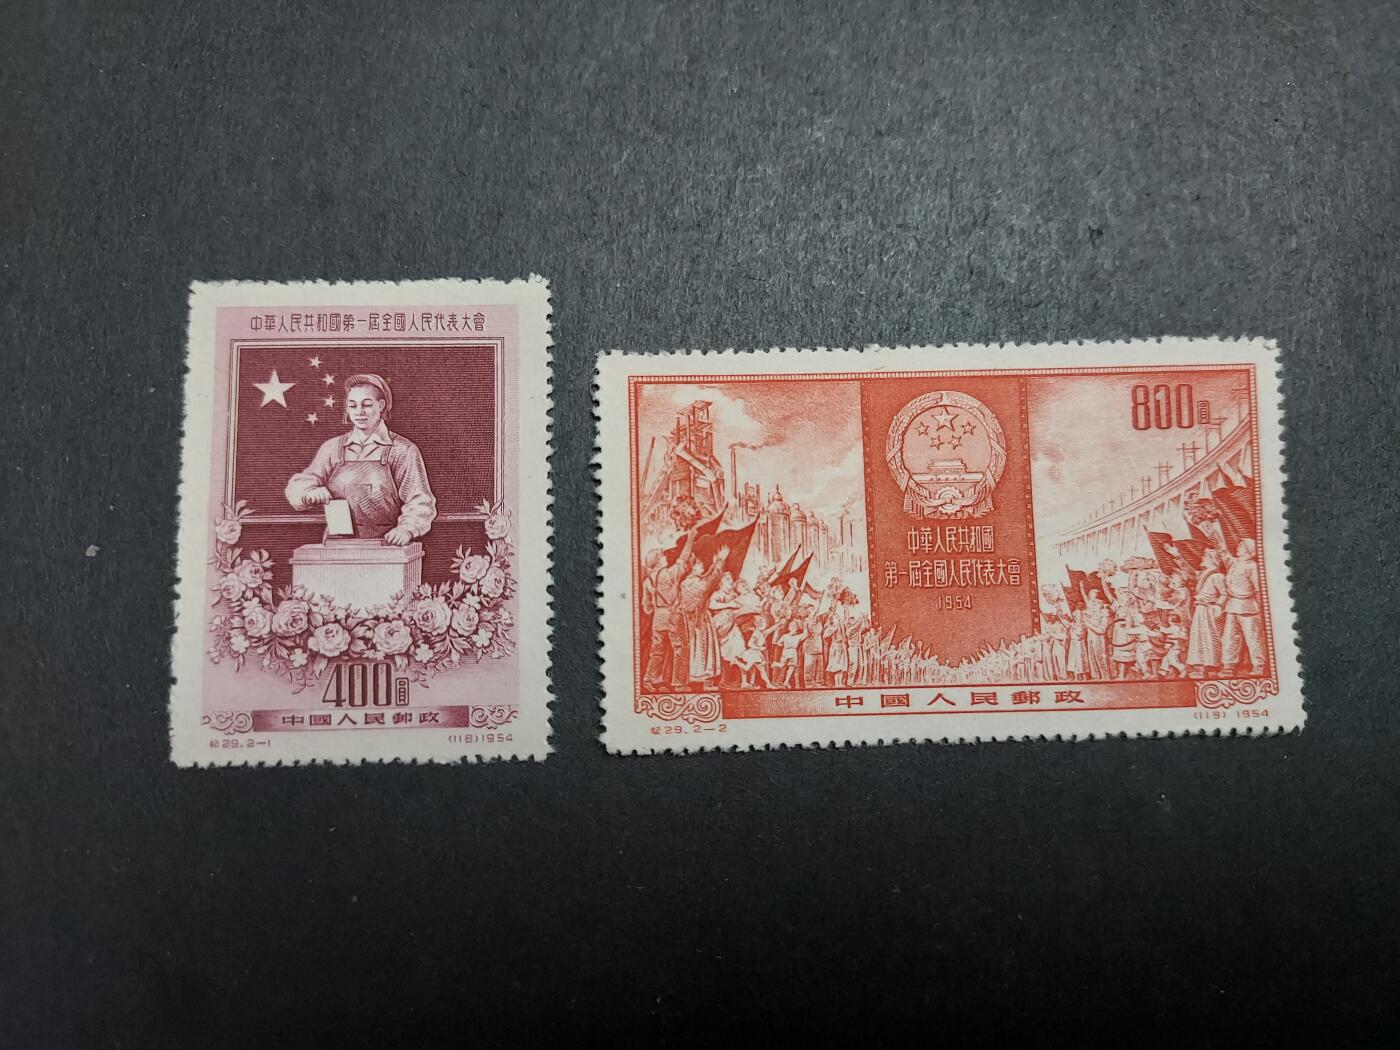 中華人民共和國第一屆全國人民代表大會
400圓
中國人民郵政
紀29.2—1
(118)1954
800圓
中華人民共和國
第一屆全國人民代表大會
1954
中國人民郵政
紀29.2—2
(119)1954